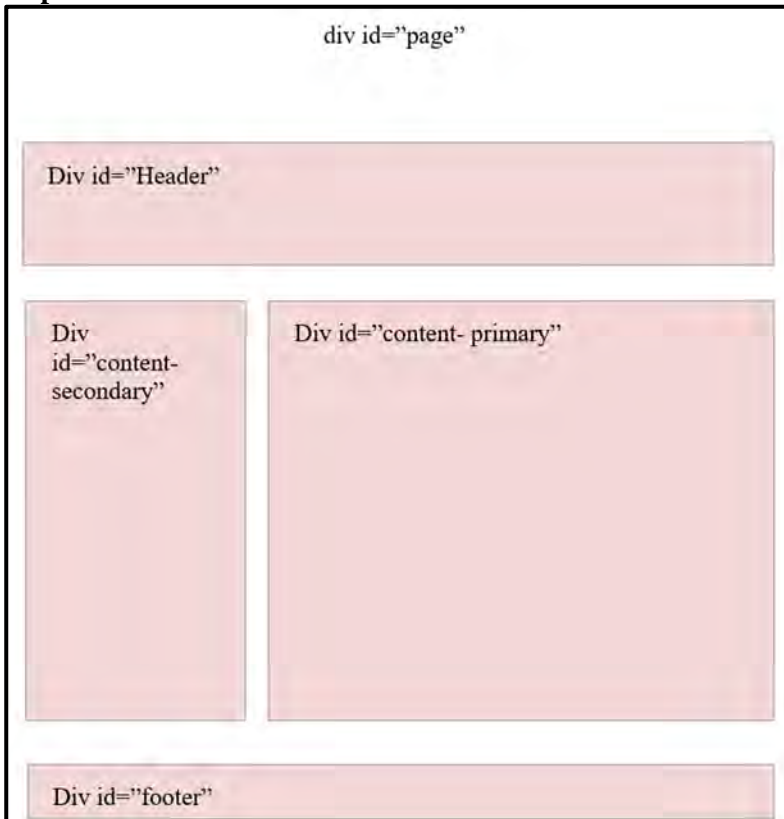 div id=”page”
Div id=”Header”
Div
id=”content-
secondary”
Div id=”content- primary”
Div id=”footer”